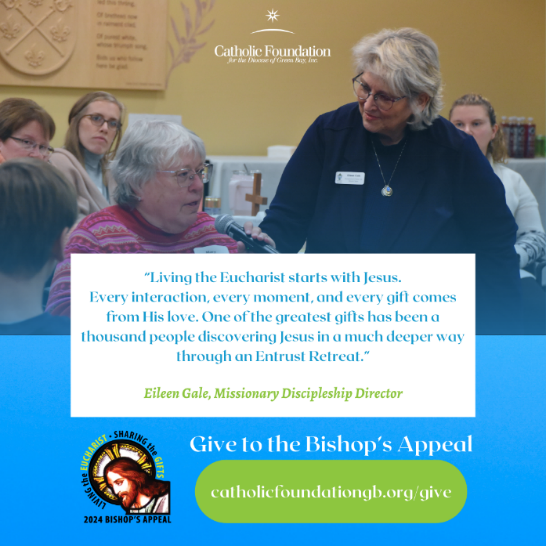 Catholic Foundation
for the Diocese of Green Bay, Inc.
"Living the Eucharist starts with Jesus.
Every interaction, every moment, and every gift comes
from His love. One of the greatest gifts has been a
thousand people discovering Jesus in a much deeper way
through an Entrust Retreat."
Eileen Gale, Missionary Discipleship Director
LIVING the EUCHARIST • SHARING the GIFTS
2024 BISHOP'S APPEAL
Give to the Bishop's Appeal
catholicfoundationgb.org/give